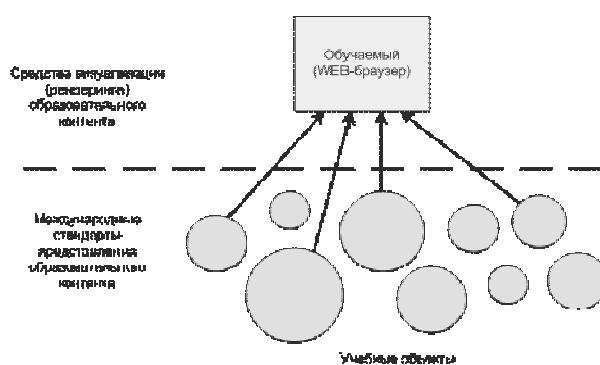 Обучаемый
(WEB-браузер)
Средства визуализации
(рендеринга)
образовательного
контента
Международные
стандарты
представления
образовательного
контента
Учебные объекты